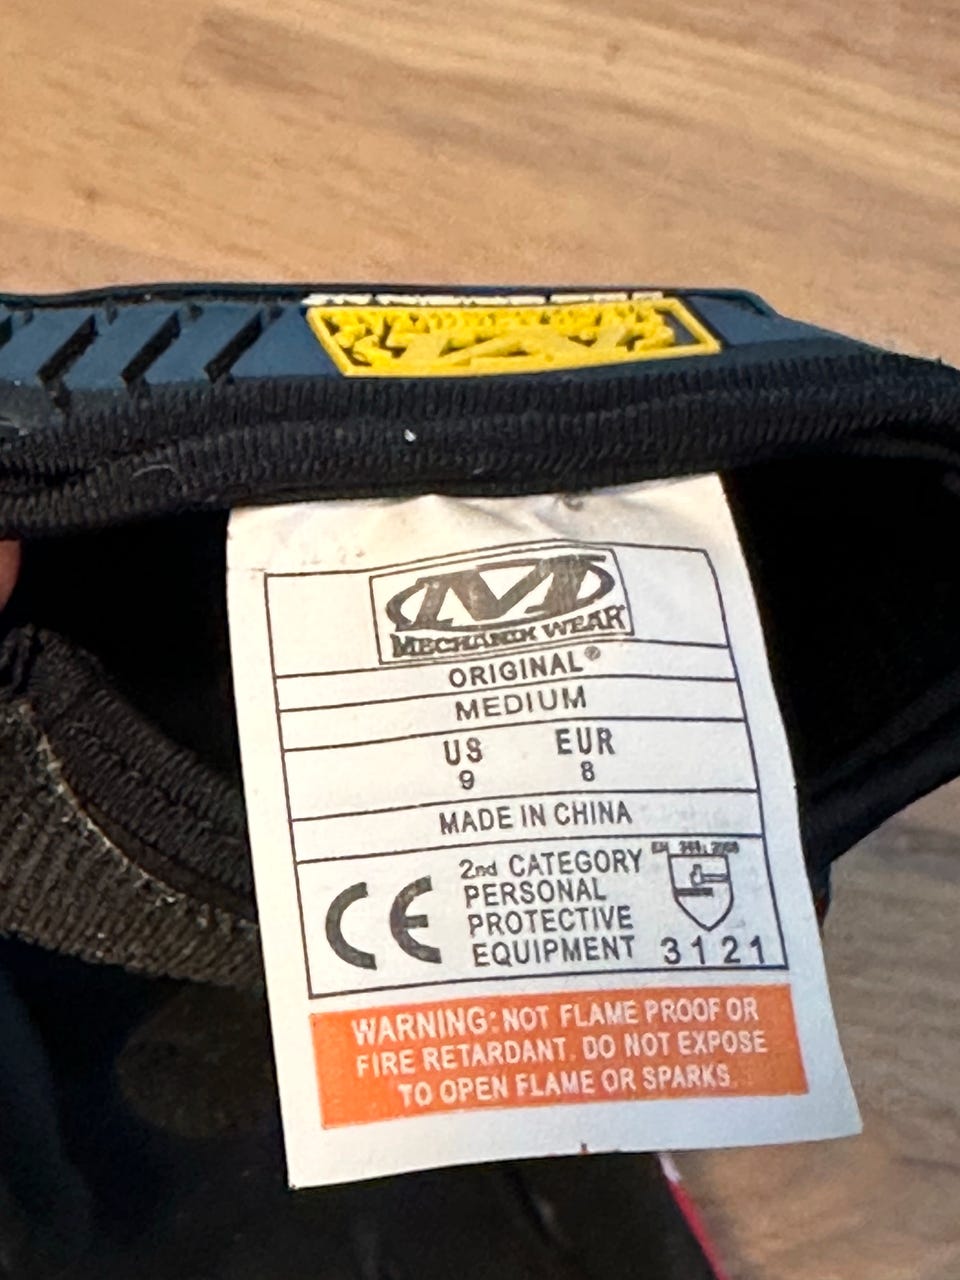 MECHANIX WEAR
ORIGINAL®
MEDIUM
US EUR
9 8
MADE IN CHINA
CE
2nd CATEGORY
PERSONAL
PROTECTIVE
EQUIPMENT
3121
WARNING: NOT FLAME PROOF OR
FIRE RETARDANT. DO NOT EXPOSE
TO OPEN FLAME OR SPARKS.